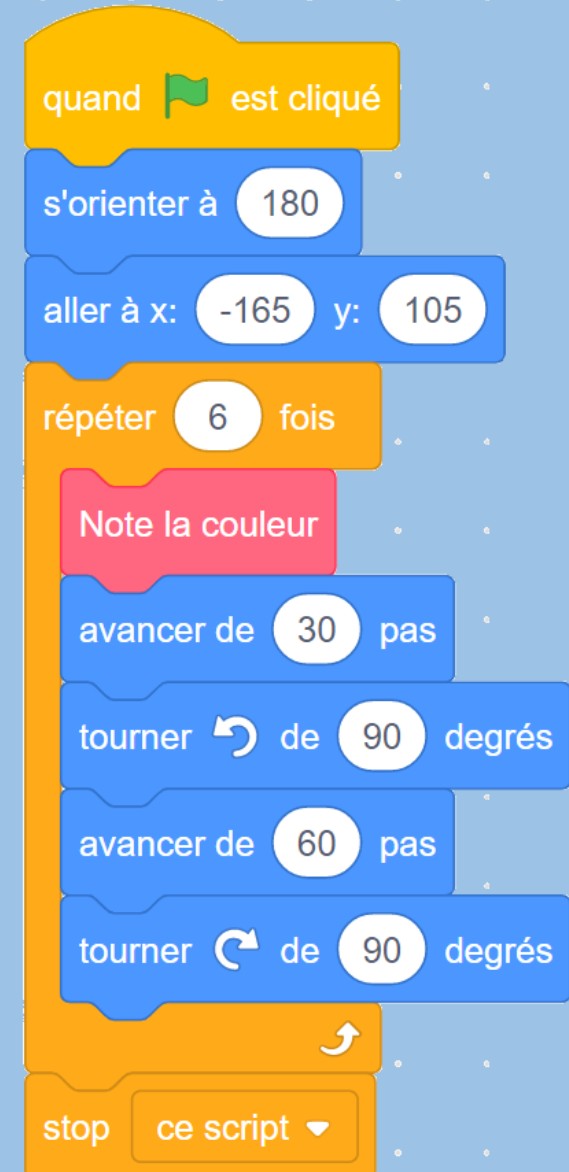 quand est cliqué
s'orienter à 180
aller à x: -165 y: 105
répéter 6 fois
Note la couleur
avancer de 30 pas
tourner de 90 degrés
avancer de 60 pas
tourner de 90 degrés
stop ce script